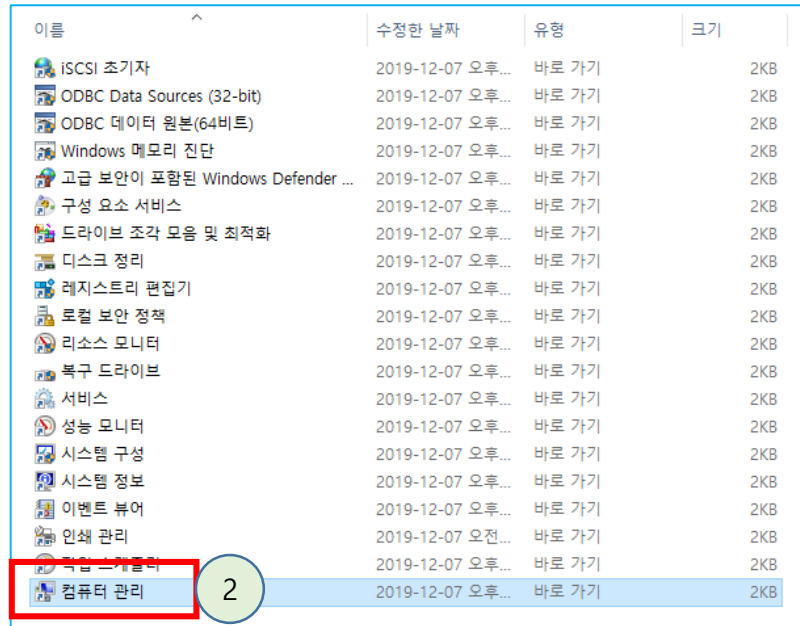 이름 수정한 날짜 유형 크기
iSCSI 초기자 2019-12-07 오후... 바로 가기 2KB
ODBC Data Sources (32-bit) 2019-12-07 오후... 바로 가기 2KB
ODBC 데이터 원본(64비트) 2019-12-07 오후... 바로 가기 2KB
Windows 메모리 진단 2019-12-07 오후... 바로 가기 2KB
고급 보안이 포함된 Windows Defender ... 2019-12-07 오후... 바로 가기 2KB
구성 요소 서비스 2019-12-07 오후... 바로 가기 2KB
드라이브 조각 모음 및 최적화 2019-12-07 오후... 바로 가기 2KB
디스크 정리 2019-12-07 오후... 바로 가기 2KB
레지스트리 편집기 2019-12-07 오후... 바로 가기 2KB
로컬 보안 정책 2019-12-07 오후... 바로 가기 2KB
리소스 모니터 2019-12-07 오후... 바로 가기 2KB
복구 드라이브 2019-12-07 오후... 바로 가기 2KB
서비스 2019-12-07 오후... 바로 가기 2KB
성능 모니터 2019-12-07 오후... 바로 가기 2KB
시스템 구성 2019-12-07 오후... 바로 가기 2KB
시스템 정보 2019-12-07 오후... 바로 가기 2KB
이벤트 뷰어 2019-12-07 오후... 바로 가기 2KB
인쇄 관리 2019-12-07 오전... 바로 가기 2KB
작업 스케줄러 2019-12-07 오후... 바로 가기 2KB
컴퓨터 관리 2 2019-12-07 오후... 바로 가기 2KB